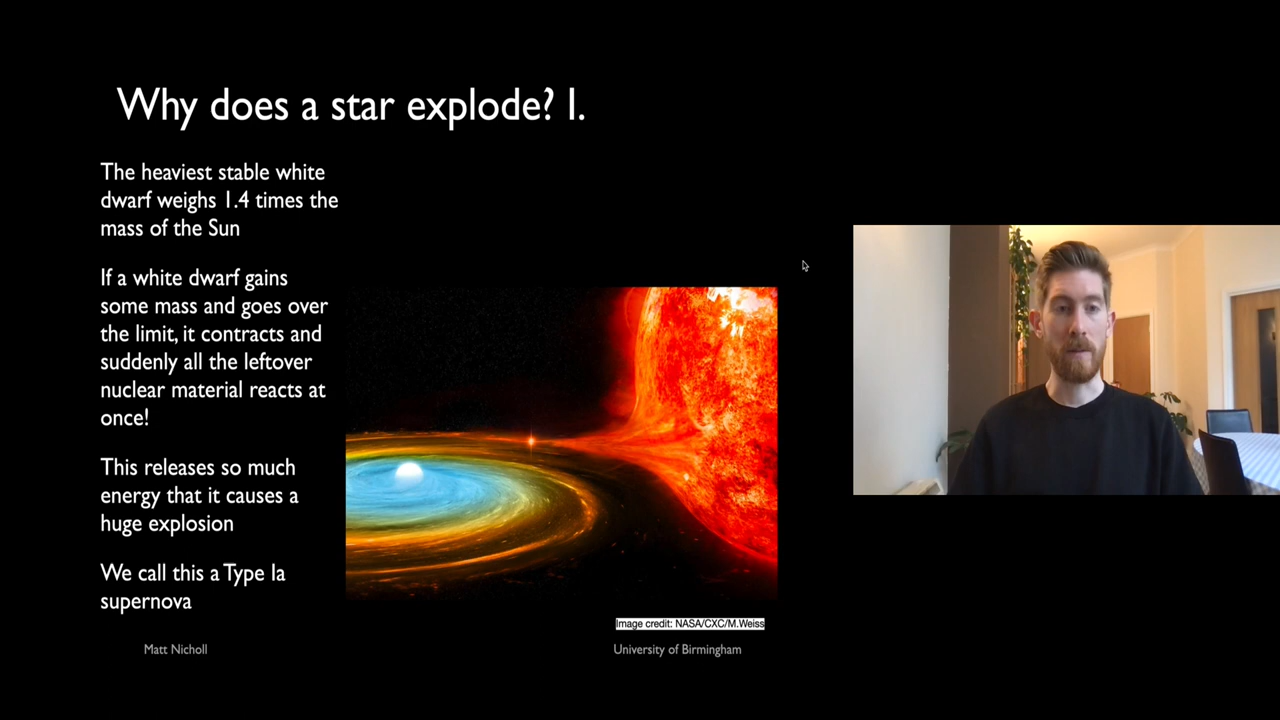 Why does a star explode? I.
The heaviest stable white
dwarf weighs 1.4 times the
mass of the Sun
If a white dwarf gains
some mass and goes over
the limit, it contracts and
suddenly all the leftover
nuclear material reacts at
once!
This releases so much
energy that it causes a
huge explosion
We call this a Type Ia
supernova
Image credit: NASA/CXC/M.Weiss
Matt Nicholl
University of Birmingham